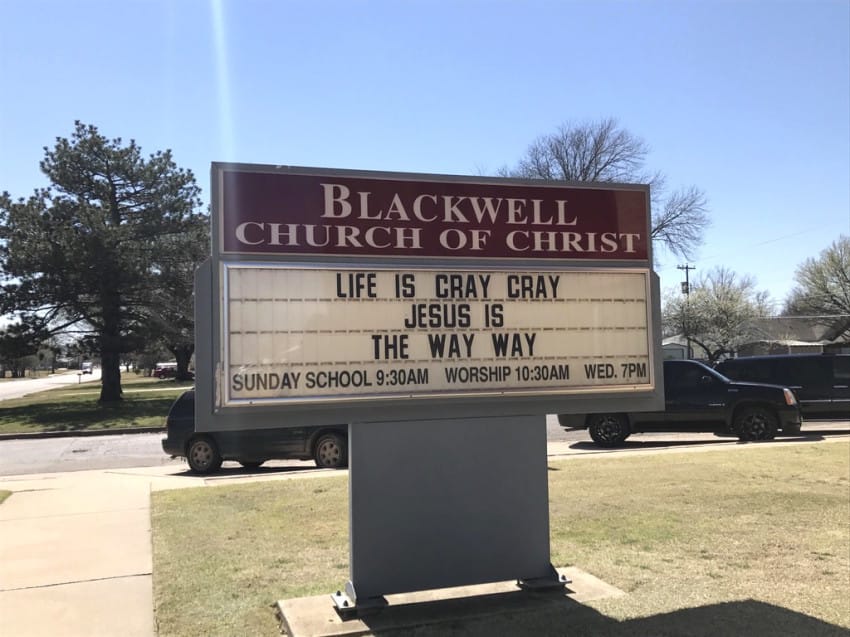 BLACKWELL
CHURCH OF CHRIST
LIFE IS CRAY CRAY
JESUS IS
THE WAY WAY
SUNDAY SCHOOL 9:30AM WORSHIP 10:30AM WED. 7PM